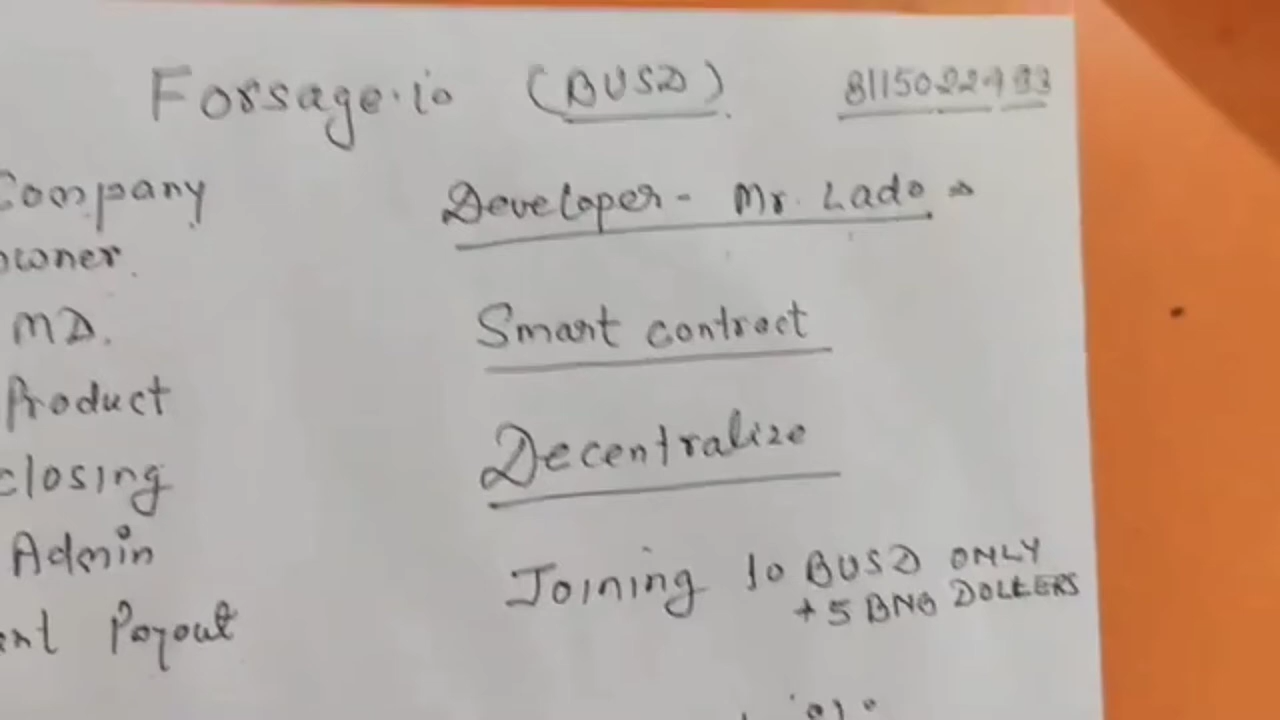 Forsage.io (BUSD)
Company
Developer - Mr. Lado
owner
MD.
Smart contract
Product
Decentralize
closing
Admin
Joining 10 BUSD ONLY
+ 5 BNB DOLLERS
Payout